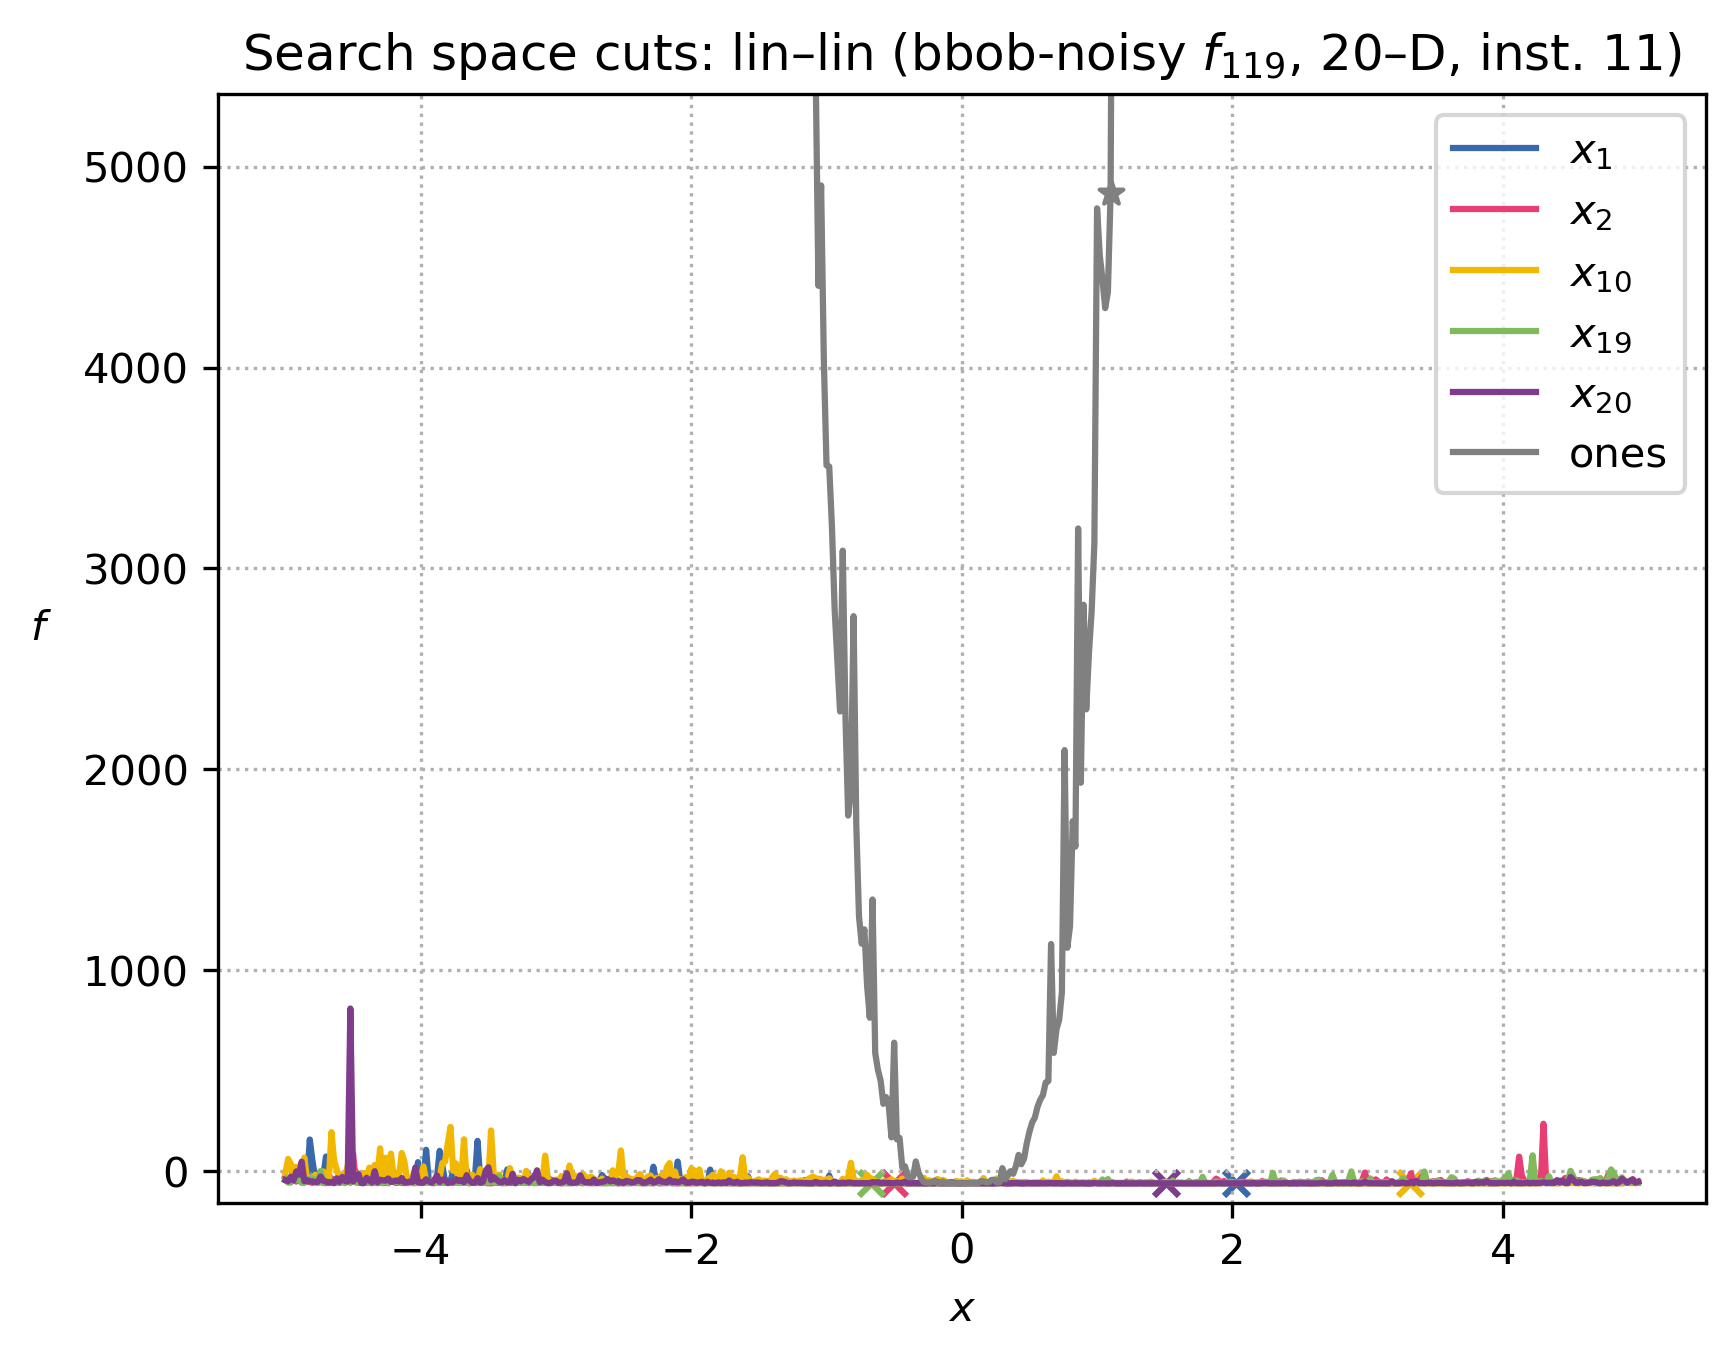 Search space cuts: lin–lin (bbob-noisy f₁₁₉, 20–D, inst. 11)
x₁
x₂
x₁₀
x₁₉
x₂₀
ones
5000
4000
3000
2000
1000
0
f
−4 −2 0 2 4
x